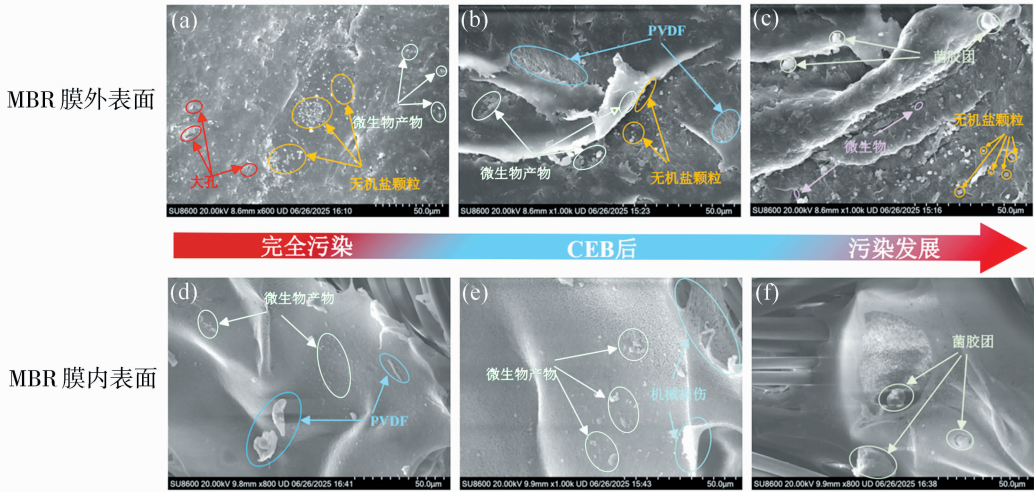 MBR 膜外表面
(a)
微生物产物
大孔
无机盐颗粒
SU8600 20.00kV 8.6mm x600 UD 06/26/2025 16:10 50.0μm
(b)
PVDF
微生物产物
无机盐颗粒
SU8600 20.00kV 8.6mm x1.00k UD 06/26/2025 15:23 50.0μm
(c)
菌胶团
无机盐颗粒
微生物
SU8600 20.00kV 8.6mm x1.00k UD 06/26/2025 15:16 50.0μm
完全污染
CEB后
污染发展
MBR 膜内表面
(d)
微生物产物
PVDF
SU8600 20.00kV 9.8mm x800 UD 06/26/2025 16:41 50.0μm
(e)
微生物产物
SU8600 20.00kV 9.9mm x1.00k UD 06/26/2025 15:43 50.0μm
(f)
菌胶团
SU8600 20.00kV 9.9mm x800 UD 06/26/2025 16:38 50.0μm